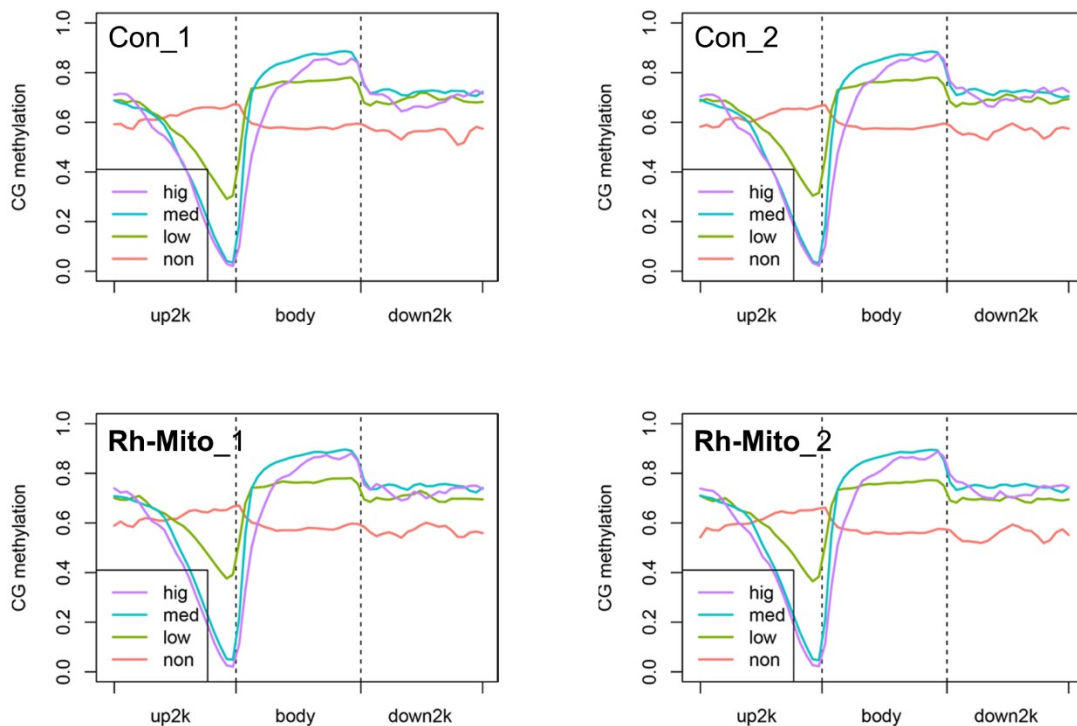 Con_1
CG methylation
1.0
0.8
0.6
0.4
0.2
0.0
hig
med
low
non
up2k body down2k
Con_2
CG methylation
1.0
0.8
0.6
0.4
0.2
0.0
hig
med
low
non
up2k body down2k
Rh-Mito_1
CG methylation
1.0
0.8
0.6
0.4
0.2
0.0
hig
med
low
non
up2k body down2k
Rh-Mito_2
CG methylation
1.0
0.8
0.6
0.4
0.2
0.0
hig
med
low
non
up2k body down2k